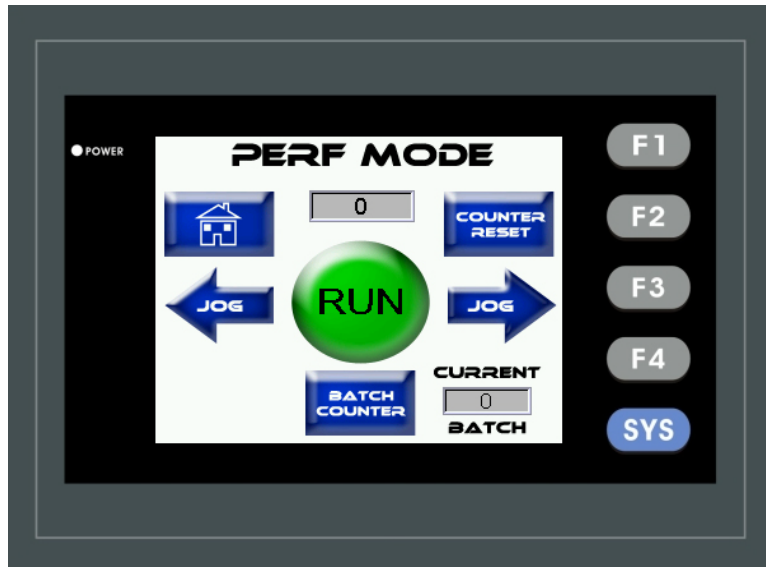 POWER
PERF MODE
0
COUNTER
RESET
JOG
RUN
JOG
BATCH
COUNTER
CURRENT
0
BATCH
F1
F2
F3
F4
SYS